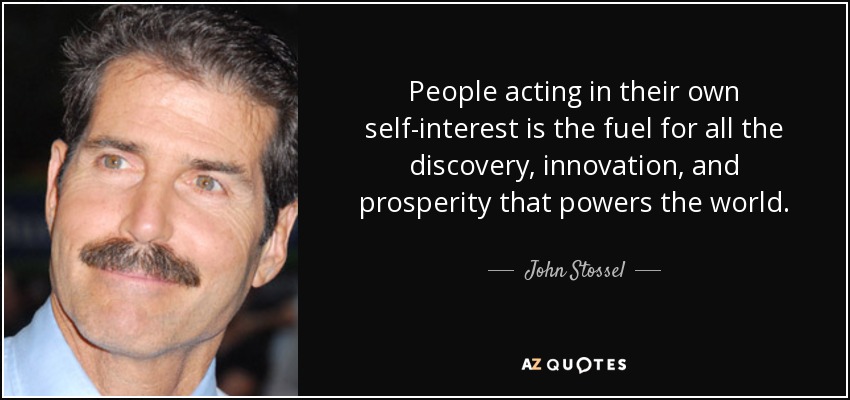 People acting in their own
self-interest is the fuel for all the
discovery, innovation, and
prosperity that powers the world.
John Stossel
AZ QUOTES